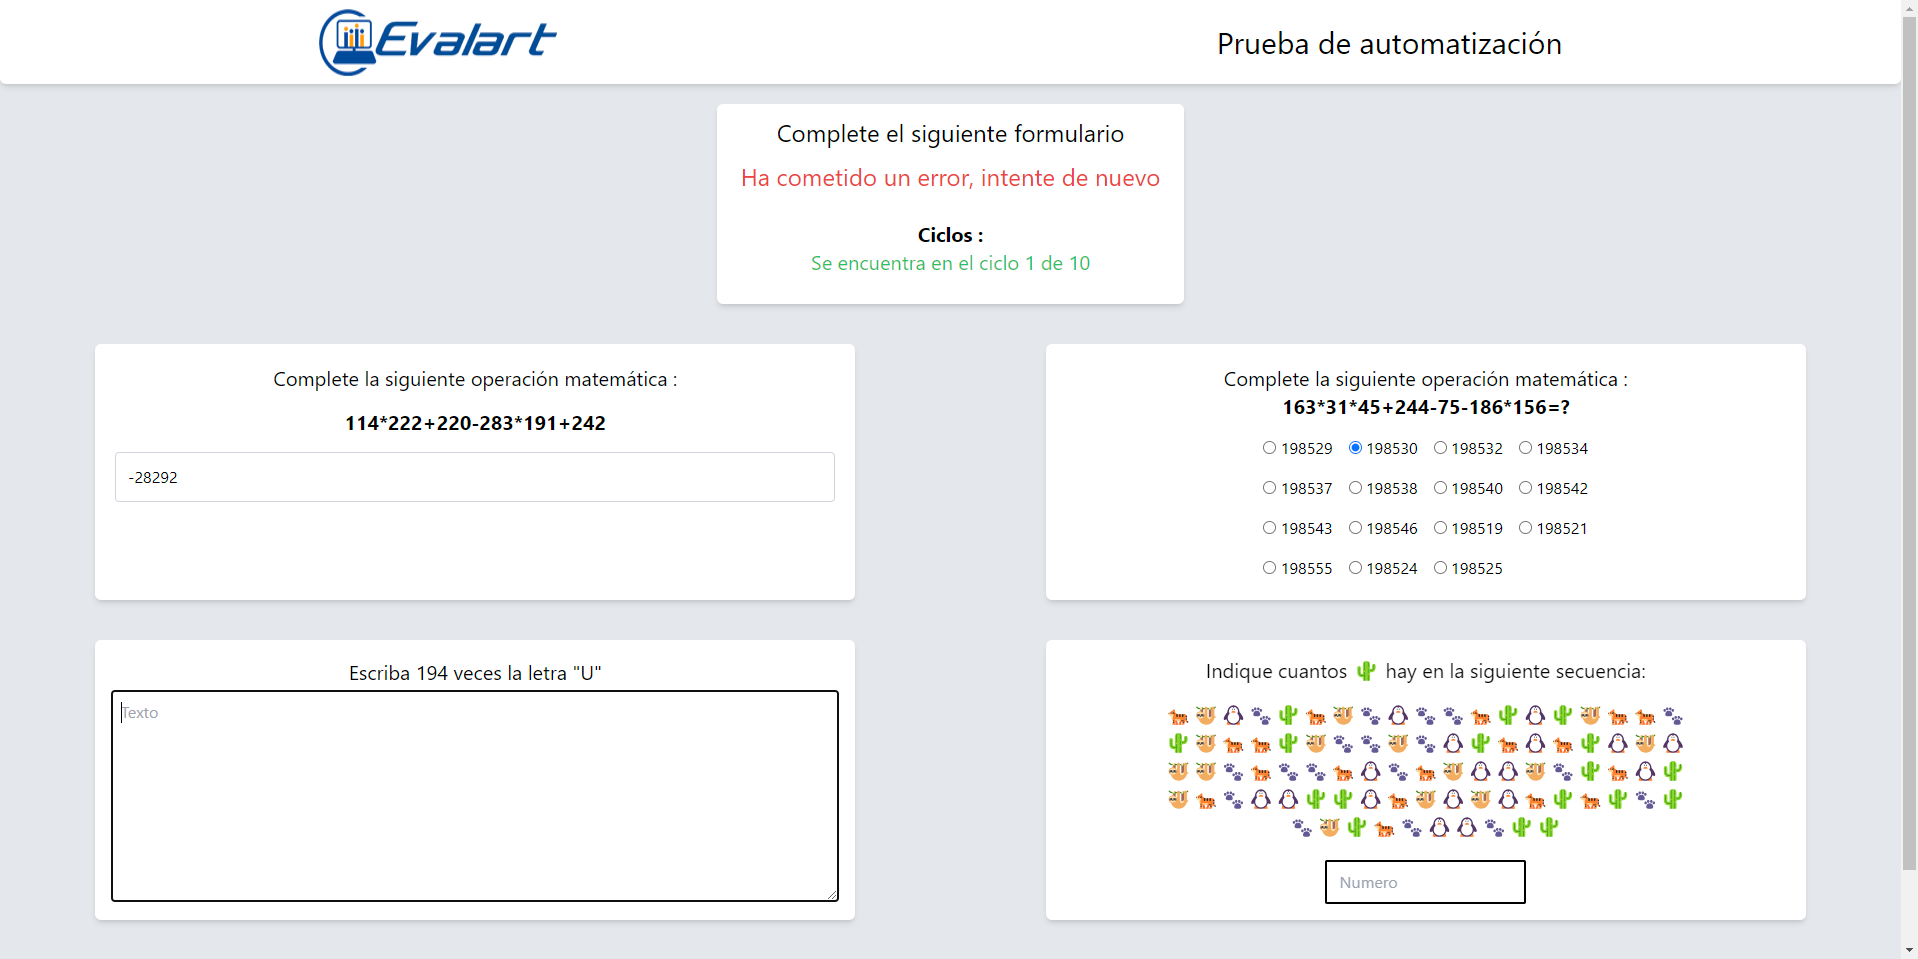 Evalart
Prueba de automatización
Complete el siguiente formulario
Ha cometido un error, intente de nuevo
Ciclos :
Se encuentra en el ciclo 1 de 10
Complete la siguiente operación matemática :
114*222+220-283*191+242
-28292
Complete la siguiente operación matemática :
163*31*45+244-75-186*156=?
198529 198530 198532 198534
198537 198538 198540 198542
198543 198546 198519 198521
198555 198524 198525
Escriba 194 veces la letra "U"
Texto
Indique cuantos 🌵 hay en la siguiente secuencia:
Numero